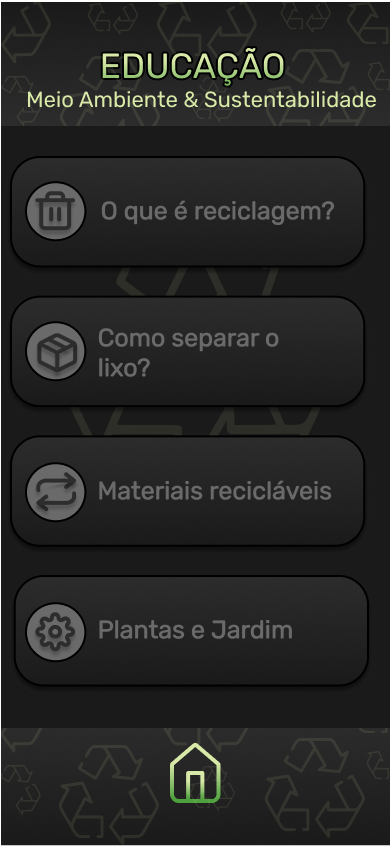 EDUCAÇÃO
Meio Ambiente & Sustentabilidade
O que é reciclagem?
Como separar o
lixo?
Materiais recicláveis
Plantas e Jardim